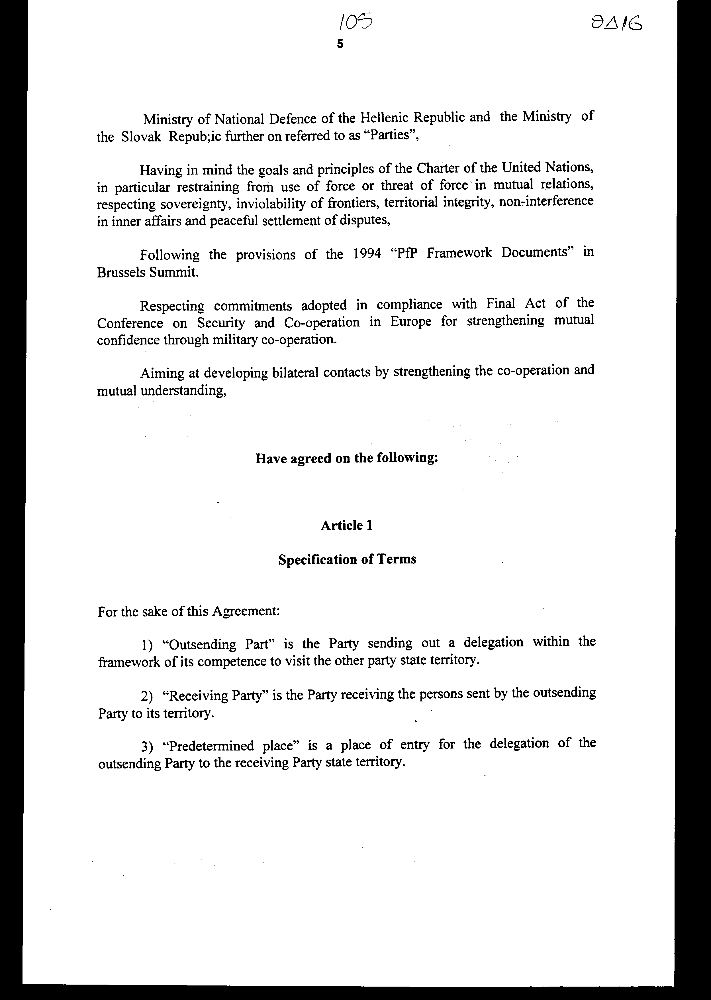 105
ΘΔ16
5
Ministry of National Defence of the Hellenic Republic and the Ministry of
the Slovak Repub;ic further on referred to as “Parties”,
Having in mind the goals and principles of the Charter of the United Nations,
in particular restraining from use of force or threat of force in mutual relations,
respecting sovereignty, inviolability of frontiers, territorial integrity, non-interference
in inner affairs and peaceful settlement of disputes,
Following the provisions of the 1994 “PfP Framework Documents” in
Brussels Summit.
Respecting commitments adopted in compliance with Final Act of the
Conference on Security and Co-operation in Europe for strengthening mutual
confidence through military co-operation.
Aiming at developing bilateral contacts by strengthening the co-operation and
mutual understanding,
Have agreed on the following:
Article 1
Specification of Terms
For the sake of this Agreement:
1) “Outsending Part” is the Party sending out a delegation within the
framework of its competence to visit the other party state territory.
2) “Receiving Party” is the Party receiving the persons sent by the outsending
Party to its territory.
3) “Predetermined place” is a place of entry for the delegation of the
outsending Party to the receiving Party state territory.